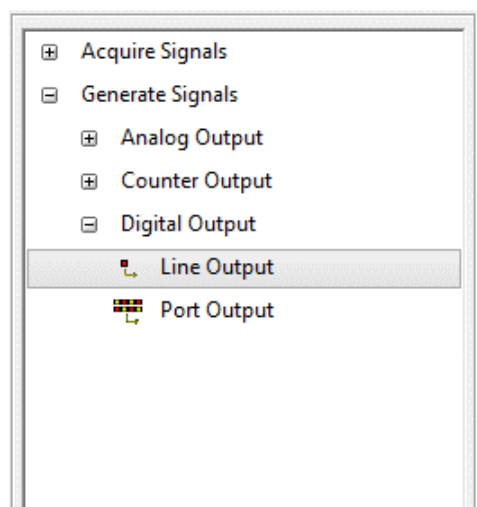 Acquire Signals
Generate Signals
Analog Output
Counter Output
Digital Output
Line Output
Port Output